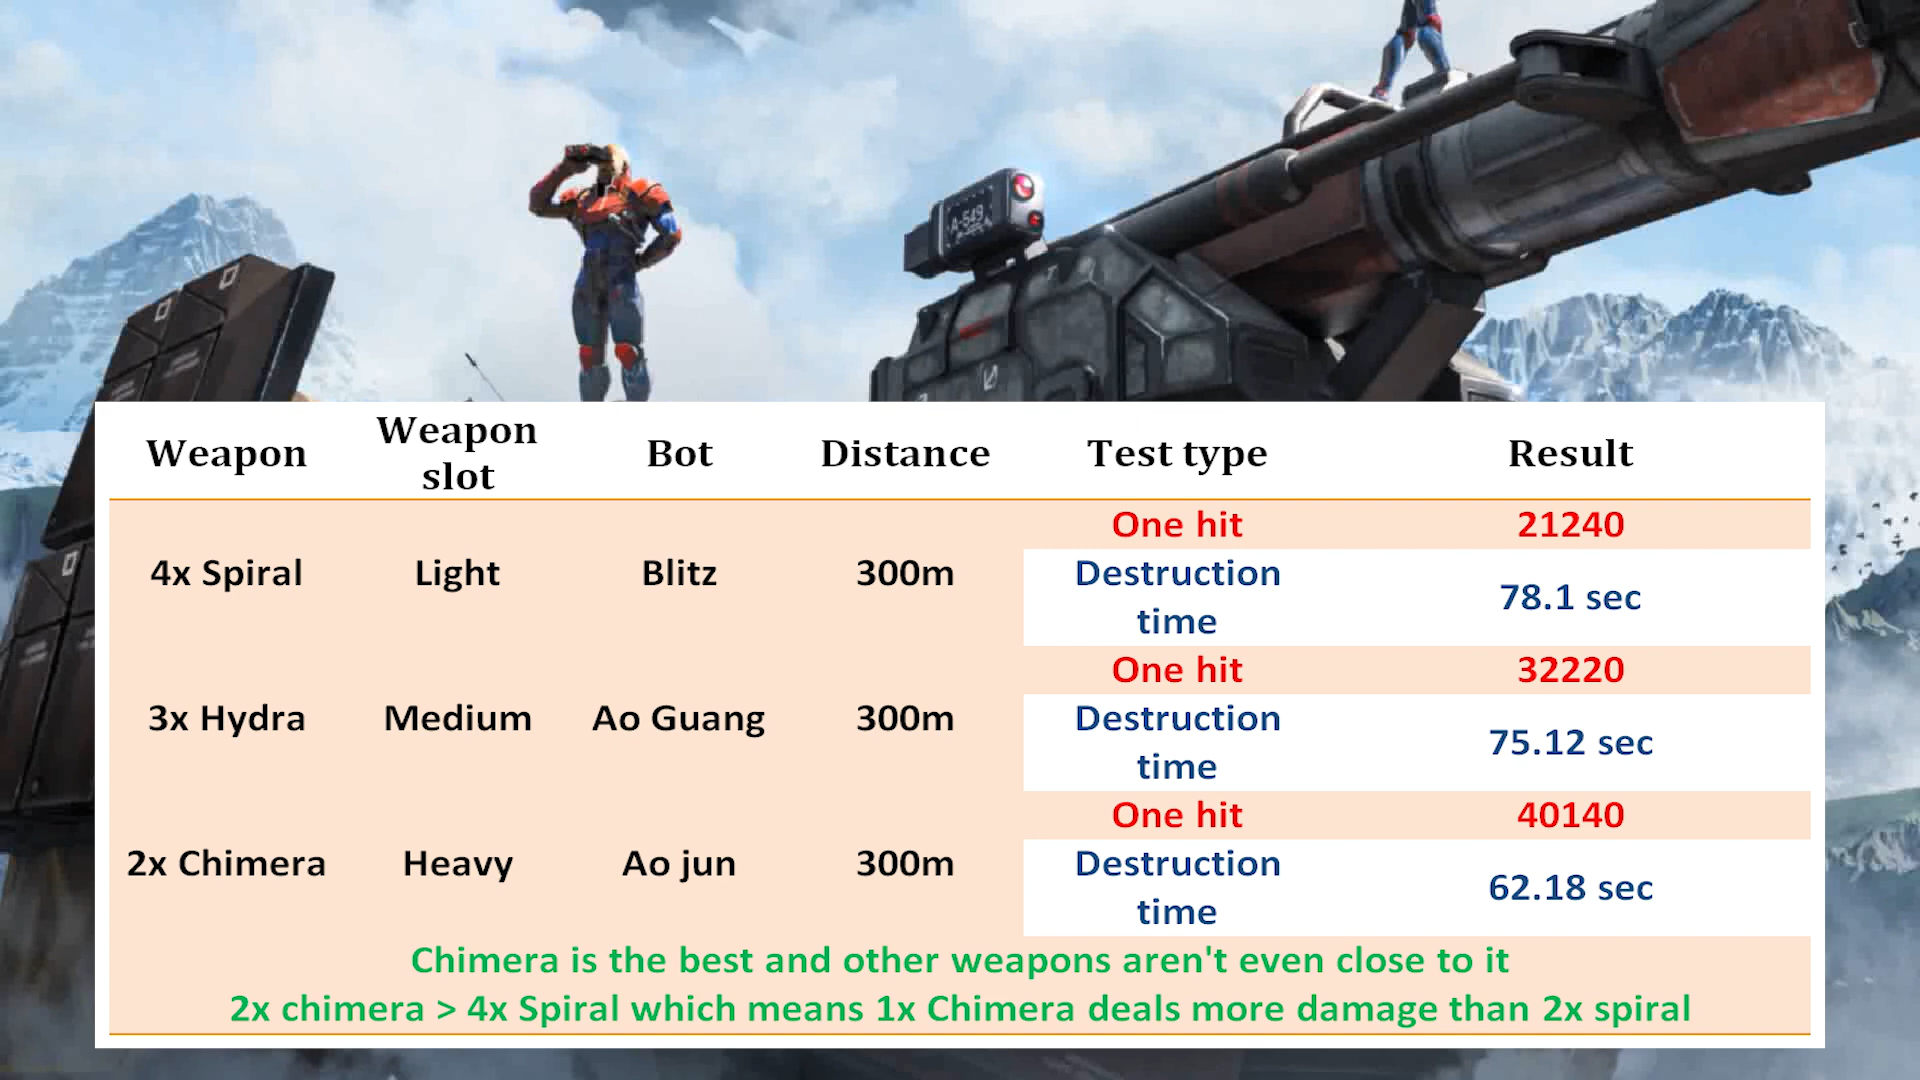 A-549
Weapon Weapon slot Bot Distance Test type Result
4x Spiral Light Blitz 300m One hit 21240
Destruction time 78.1 sec
3x Hydra Medium Ao Guang 300m One hit 32220
Destruction time 75.12 sec
2x Chimera Heavy Ao jun 300m One hit 40140
Destruction time 62.18 sec
Chimera is the best and other weapons aren't even close to it
2x chimera > 4x Spiral which means 1x Chimera deals more damage than 2x spiral